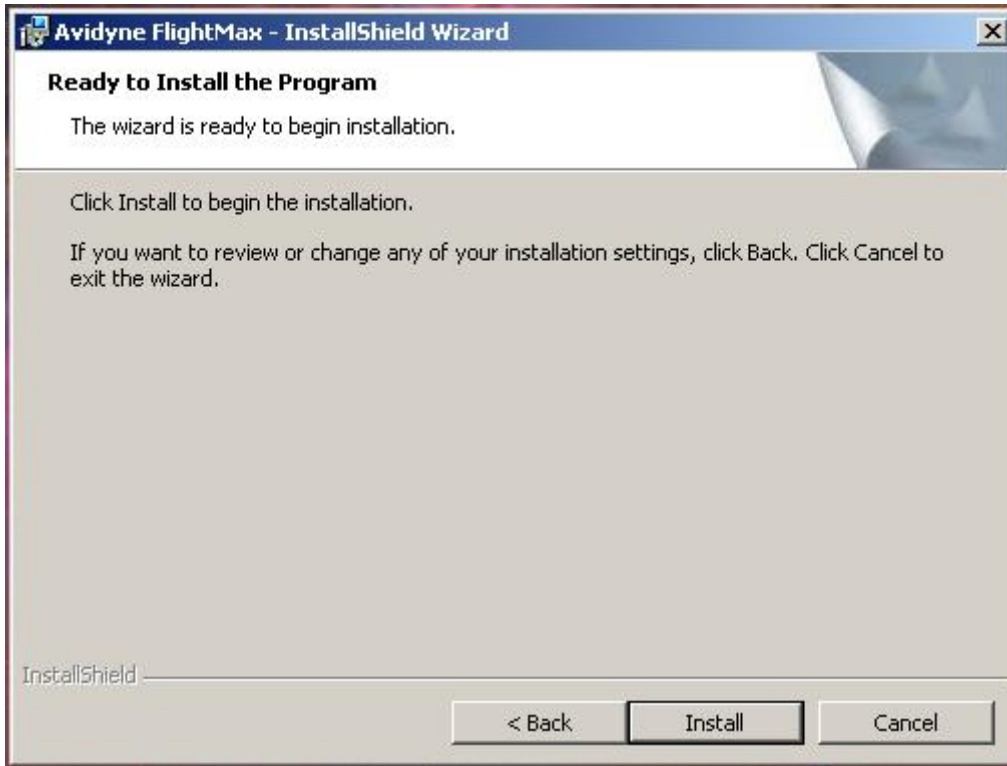 Avidyne FlightMax - InstallShield Wizard
Ready to Install the Program
The wizard is ready to begin installation.
Click Install to begin the installation.
If you want to review or change any of your installation settings, click Back. Click Cancel to
exit the wizard.
InstallShield
< Back Install Cancel